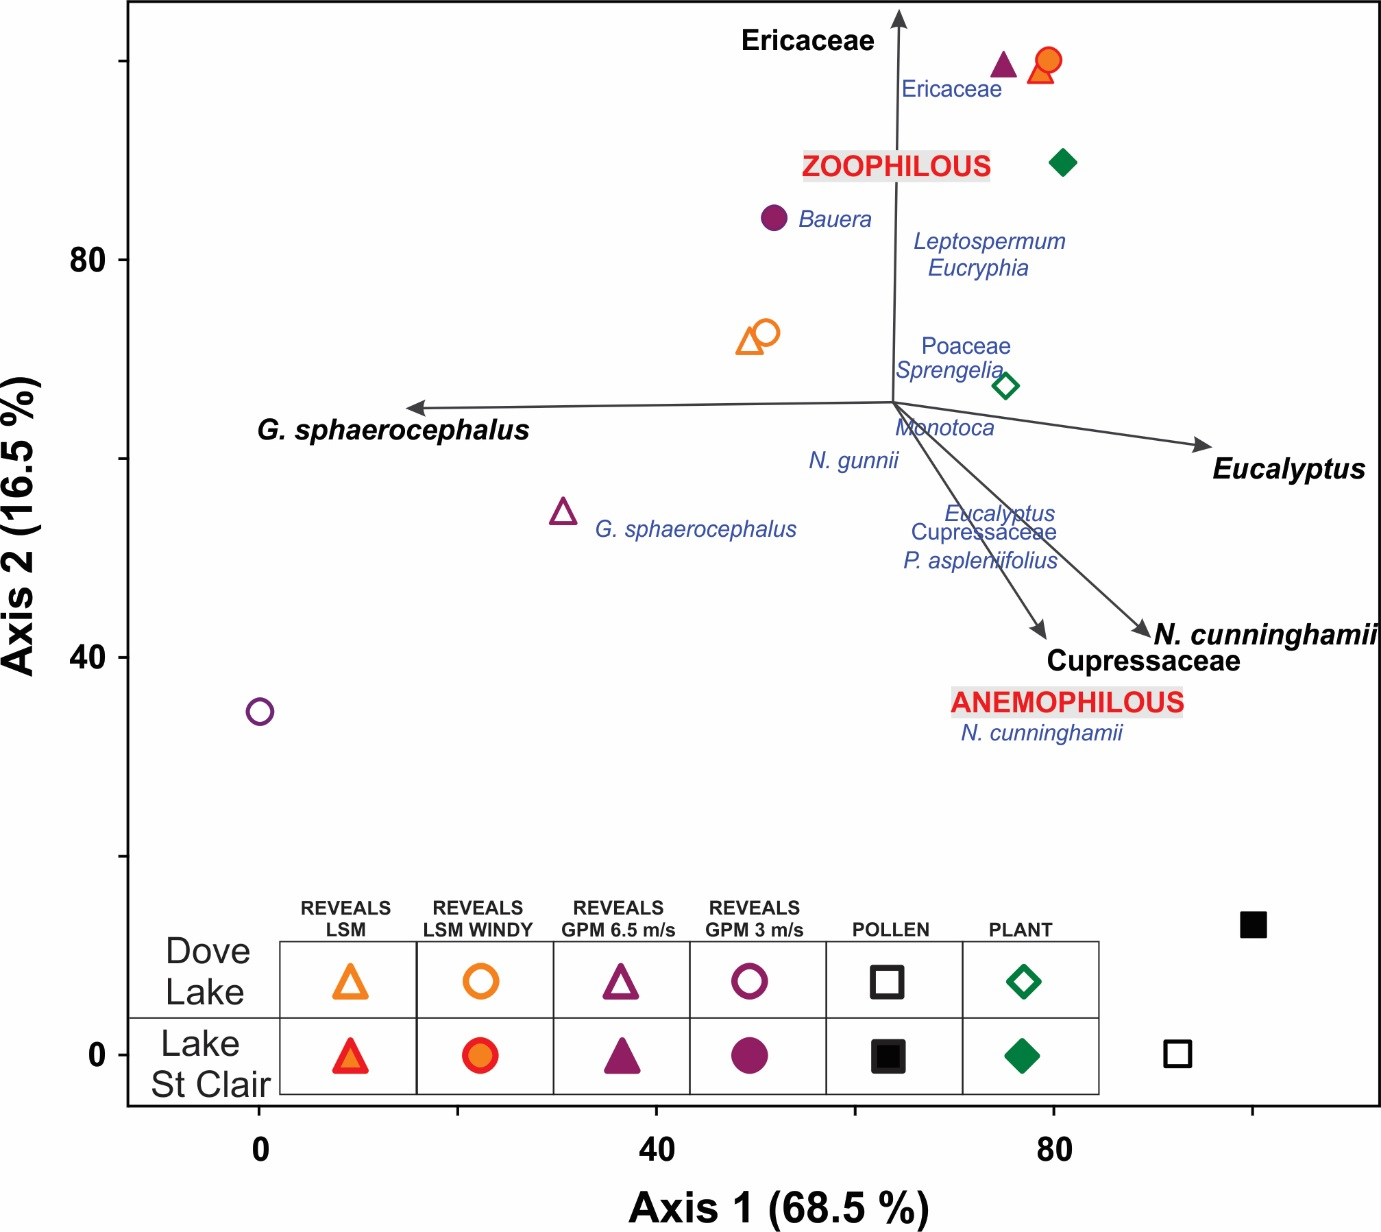 Ericaceae
Ericaceae
ZOOPHILOUS
Bauera
Leptospermum
Eucryphia
80
Poaceae
Sprengelia
G. sphaerocephalus
Monotoca
N. gunnii
Eucalyptus
G. sphaerocephalus
Eucalyptus
Cupressaceae
P. aspleniifolius
Axis 2 (16.5 %)
40
N. cunninghamii
Cupressaceae
ANEMOPHILOUS
N. cunninghamii
REVEALS LSM
REVEALS LSM WINDY
REVEALS GPM 6.5 m/s
REVEALS GPM 3 m/s
POLLEN
PLANT
Dove
Lake
Lake
St Clair
0
0 40 80
Axis 1 (68.5 %)